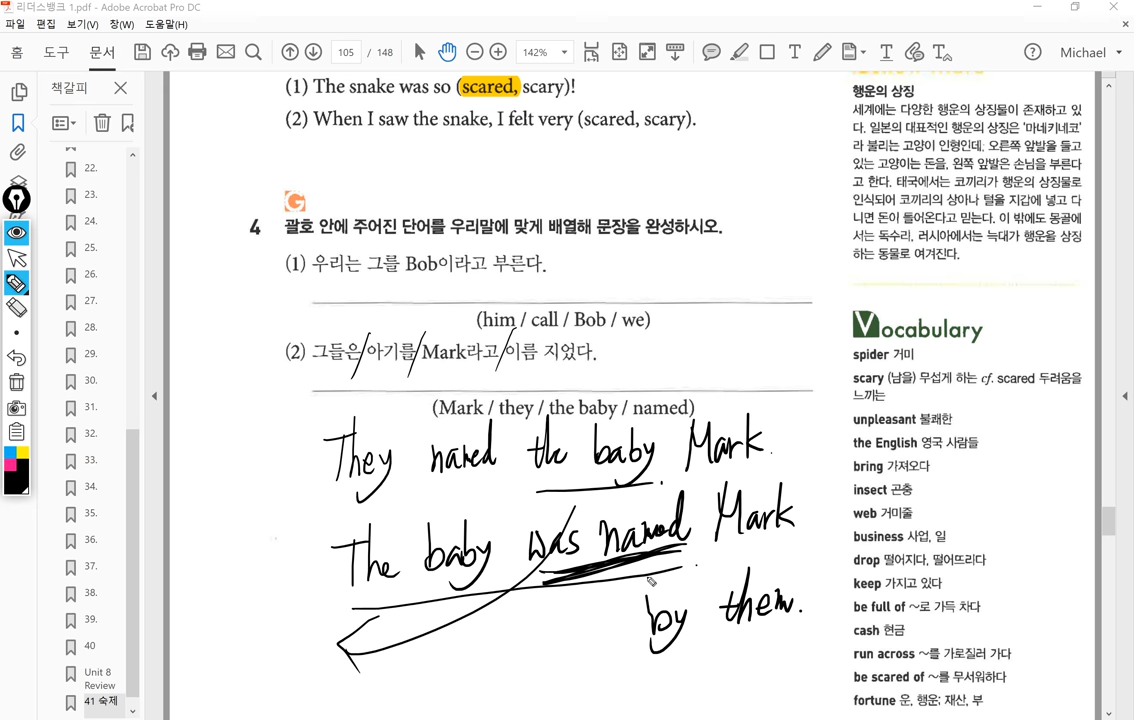 리더스뱅크 1.pdf - Adobe Acrobat Pro DC
파일 편집 보기(V) 창(W) 도움말(H)
홈 도구 문서 105 / 148 142% Michael
책갈피
22.
23.
24.
25.
26.
27.
28.
29.
30.
31.
32.
33.
34.
35.
36.
37.
38.
39.
40
Unit 8
Review
41 숙제
(1) The snake was so (scared, scary)!
(2) When I saw the snake, I felt very (scared, scary).
G
4 괄호 안에 주어진 단어를 우리말에 맞게 배열해 문장을 완성하시오.
(1) 우리는 그를 Bob이라고 부른다.
(him / call / Bob / we)
(2) 그들은/아기를/Mark라고/이름 지었다.
(Mark / they / the baby / named)
They named the baby Mark.
The baby was named Mark
by them.
행운의 상징
세계에는 다양한 행운의 상징물이 존재하고 있
다. 일본의 대표적인 행운의 상징은 '마네키네코'
라 불리는 고양이 인형인데, 오른쪽 앞발을 들고
있는 고양이는 돈을, 왼쪽 앞발은 손님을 부른다
고 한다. 태국에서는 코끼리가 행운의 상징물로
인식되어 코끼리의 상아나 털을 지갑에 넣고 다
니면 돈이 들어온다고 믿는다. 이 밖에도 몽골에
서는 독수리, 러시아에서는 늑대가 행운을 상징
하는 동물로 여겨진다.
Vocabulary
spider 거미
scary (남을) 무섭게 하는 cf. scared 두려움을
느끼는
unpleasant 불쾌한
the English 영국 사람들
bring 가져오다
insect 곤충
web 거미줄
business 사업, 일
drop 떨어지다, 떨어뜨리다
keep 가지고 있다
be full of ~로 가득 차다
cash 현금
run across ~를 가로질러 가다
be scared of ~를 무서워하다
fortune 운, 행운; 재산, 부